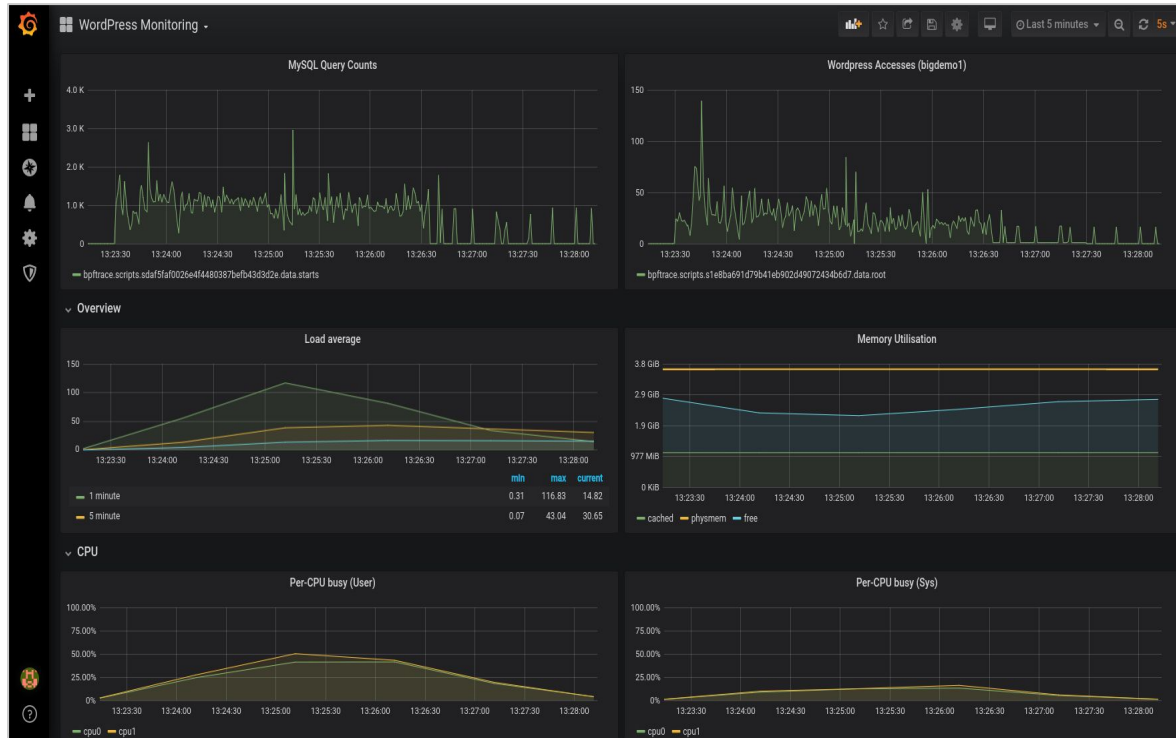 WordPress Monitoring
Last 5 minutes
5s
MySQL Query Counts
4.0 K
3.0 K
2.0 K
1.0 K
0
13:23:30 13:24:00 13:24:30 13:25:00 13:25:30 13:26:00 13:26:30 13:27:00 13:27:30 13:28:00
bpftrace.scripts.sdaf5faf0026e4f4480387befb43d3d2e.data.starts
Wordpress Accesses (bigdemo1)
150
100
50
0
13:23:30 13:24:00 13:24:30 13:25:00 13:25:30 13:26:00 13:26:30 13:27:00 13:27:30 13:28:00
bpftrace.scripts.s1e8ba691d79b41eb902d49072434b6d7.data.root
Overview
Load average
150
100
50
0
13:23:30 13:24:00 13:24:30 13:25:00 13:25:30 13:26:00 13:26:30 13:27:00 13:27:30 13:28:00
min max current
1 minute 0.31 116.83 14.82
5 minute 0.07 43.04 30.65
Memory Utilisation
3.8 GiB
2.9 GiB
1.9 GiB
977 MiB
0 KiB
13:23:30 13:24:00 13:24:30 13:25:00 13:25:30 13:26:00 13:26:30 13:27:00 13:27:30 13:28:00
cached physmem free
CPU
Per-CPU busy (User)
100.00%
75.00%
50.00%
25.00%
0%
13:23:30 13:24:00 13:24:30 13:25:00 13:25:30 13:26:00 13:26:30 13:27:00 13:27:30 13:28:00
cpu0 cpu1
Per-CPU busy (Sys)
100.00%
75.00%
50.00%
25.00%
0%
13:23:30 13:24:00 13:24:30 13:25:00 13:25:30 13:26:00 13:26:30 13:27:00 13:27:30 13:28:00
cpu0 cpu1